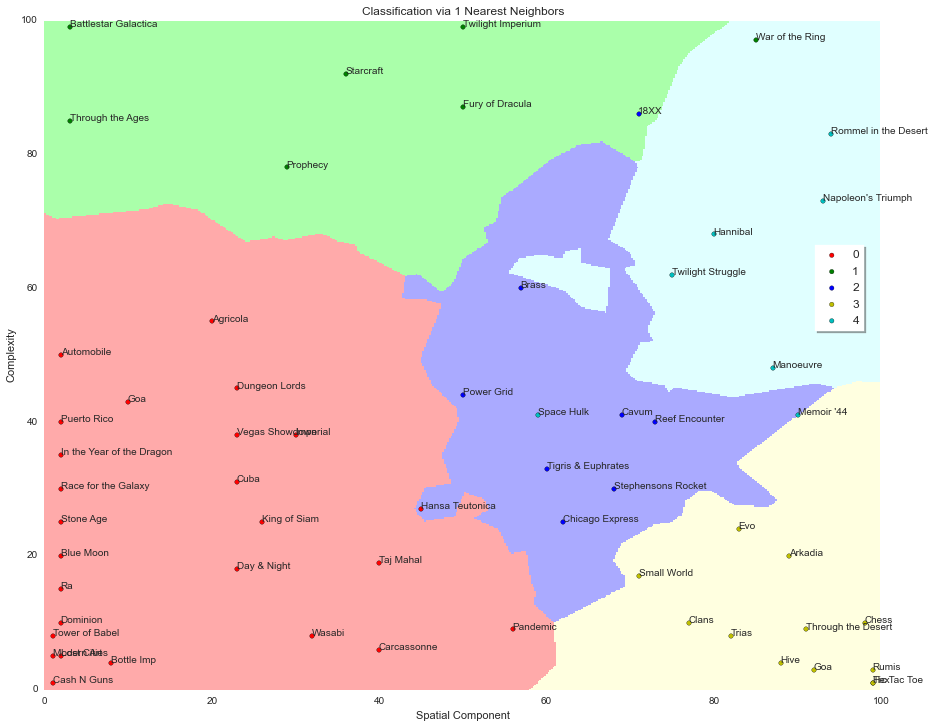 Classification via 1 Nearest Neighbors
100
Battlestar Galactica
Twilight Imperium
War of the Ring
Starcraft
Fury of Dracula
18XX
Through the Ages
Rommel in the Desert
80
Prophecy
Napoleon's Triumph
Hannibal
Twilight Struggle
0
1
2
3
4
60
Brass
Agricola
Automobile
Manoeuvre
Dungeon Lords
Power Grid
Goa
40
Puerto Rico
Space Hulk
Cavum
Reef Encounter
Memoir '44
Vegas Showdown
Imperial
In the Year of the Dragon
Tigris & Euphrates
Cuba
Race for the Galaxy
Stephensons Rocket
Hansa Teutonica
Stone Age
King of Siam
Chicago Express
Evo
20
Blue Moon
Taj Mahal
Day & Night
Arkadia
Small World
Ra
Dominion
Tower of Babel
Wasabi
Pandemic
Clans
Trias
Through the Desert
Chess
Carcassonne
Bottle Imp
Hive
Goa
Rumis
Cash N Guns
Tic Tac Toe
0
0
20
40
60
80
100
Spatial Component
Complexity